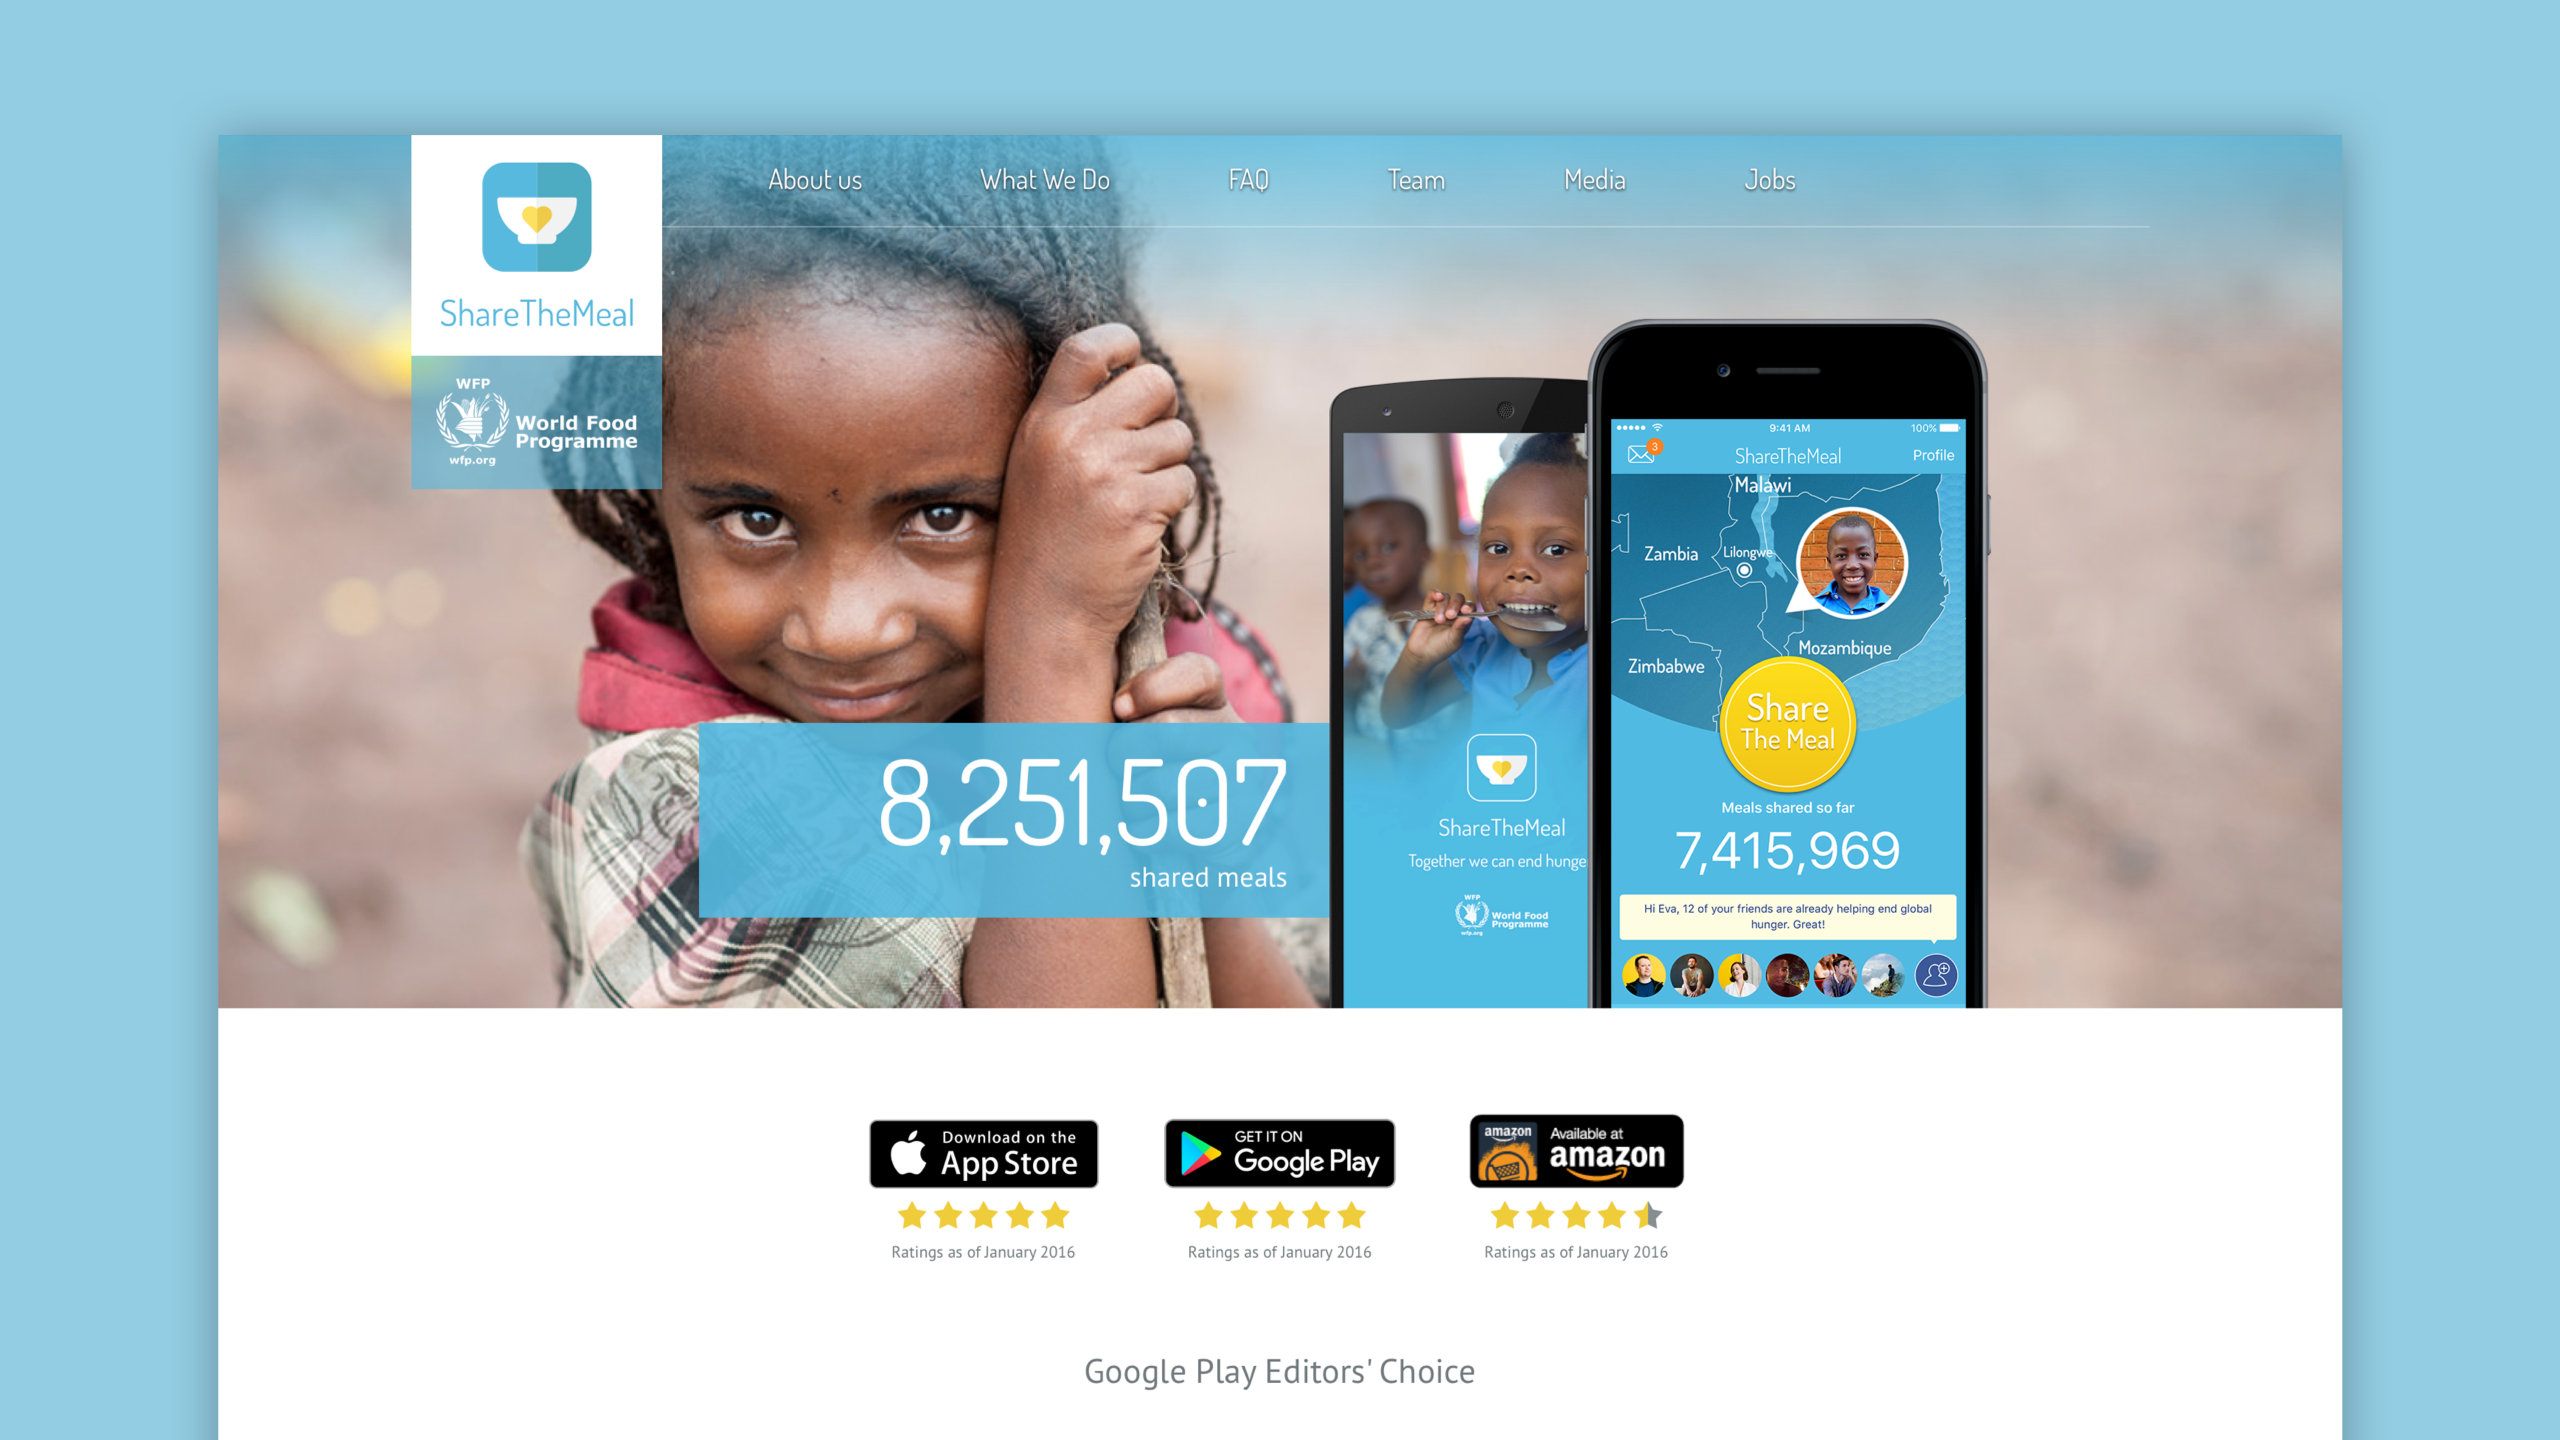 About us
What We Do
FAQ
Team
Media
Jobs
ShareTheMeal
WFP
World Food
Programme
wfp.org
8,251,507
shared meals
ShareTheMeal
Together we can end hunge
WFP
World Food
Programme
wfp.org
9:41 AM
100%
3
ShareTheMeal
Profile
Malawi
Zambia
Lilongwe
Mozambique
Zimbabwe
Share
The Meal
Meals shared so far
7,415,969
Hi Eva, 12 of your friends are already helping end global
hunger. Great!
Download on the
App Store
Ratings as of January 2016
GET IT ON
Google Play
Ratings as of January 2016
amazon
Available at
amazon
Ratings as of January 2016
Google Play Editors' Choice